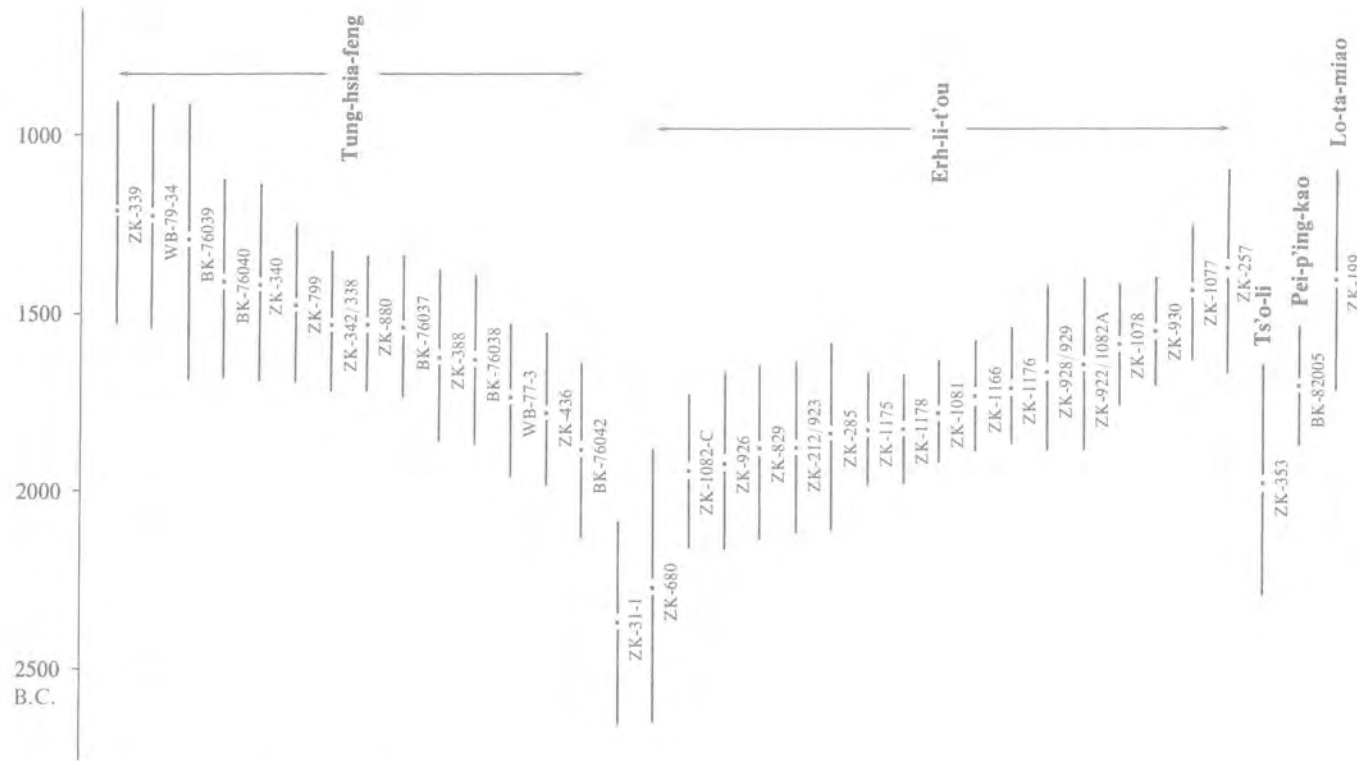 1000
1500
2000
2500
B.C.
Tung-hsia-feng
Erh-li-t'ou
Ts'o-li
Pei-p'ing-kao
Lo-ta-miao
ZK-339
WB-79-34
BK-76039
BK-76040
ZK-340
ZK-799
ZK-342/338
ZK-880
BK-76037
ZK-388
BK-76038
WB-77-3
ZK-436
BK-76042
ZK-31-1
ZK-680
ZK-1082-C
ZK-926
ZK-829
ZK-212/923
ZK-285
ZK-1175
ZK-1178
ZK-1081
ZK-1166
ZK-1176
ZK-928/929
ZK-922/1082A
ZK-1078
ZK-930
ZK-1077
ZK-257
ZK-353
BK-82005
ZK-199